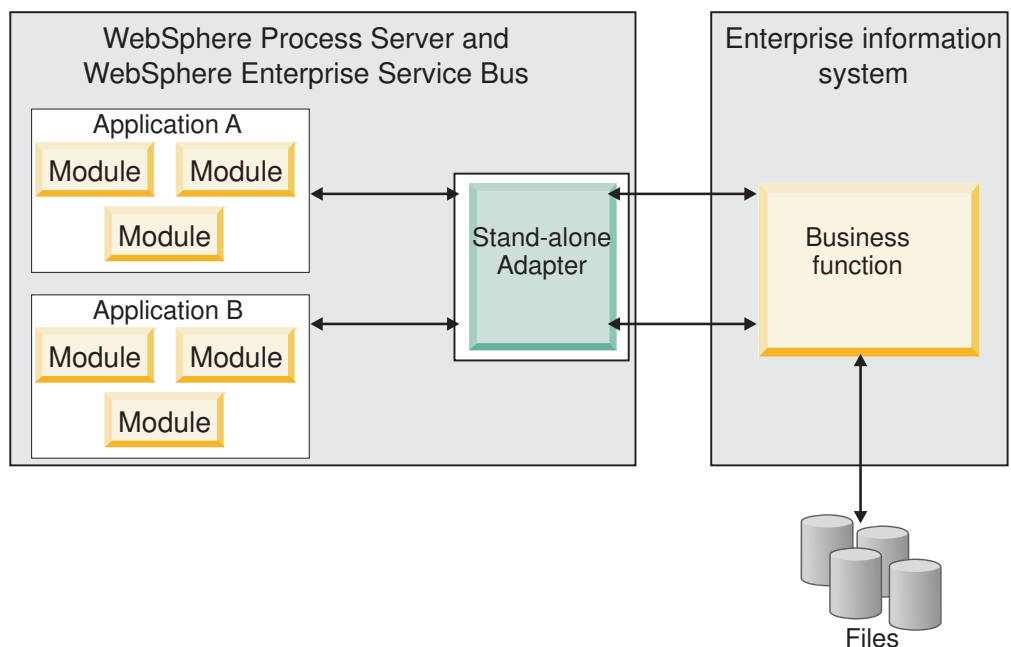 WebSphere Process Server and
WebSphere Enterprise Service Bus
Application A
Module
Module
Module
Application B
Module
Module
Module
Stand-alone
Adapter
Enterprise information
system
Business
function
Files